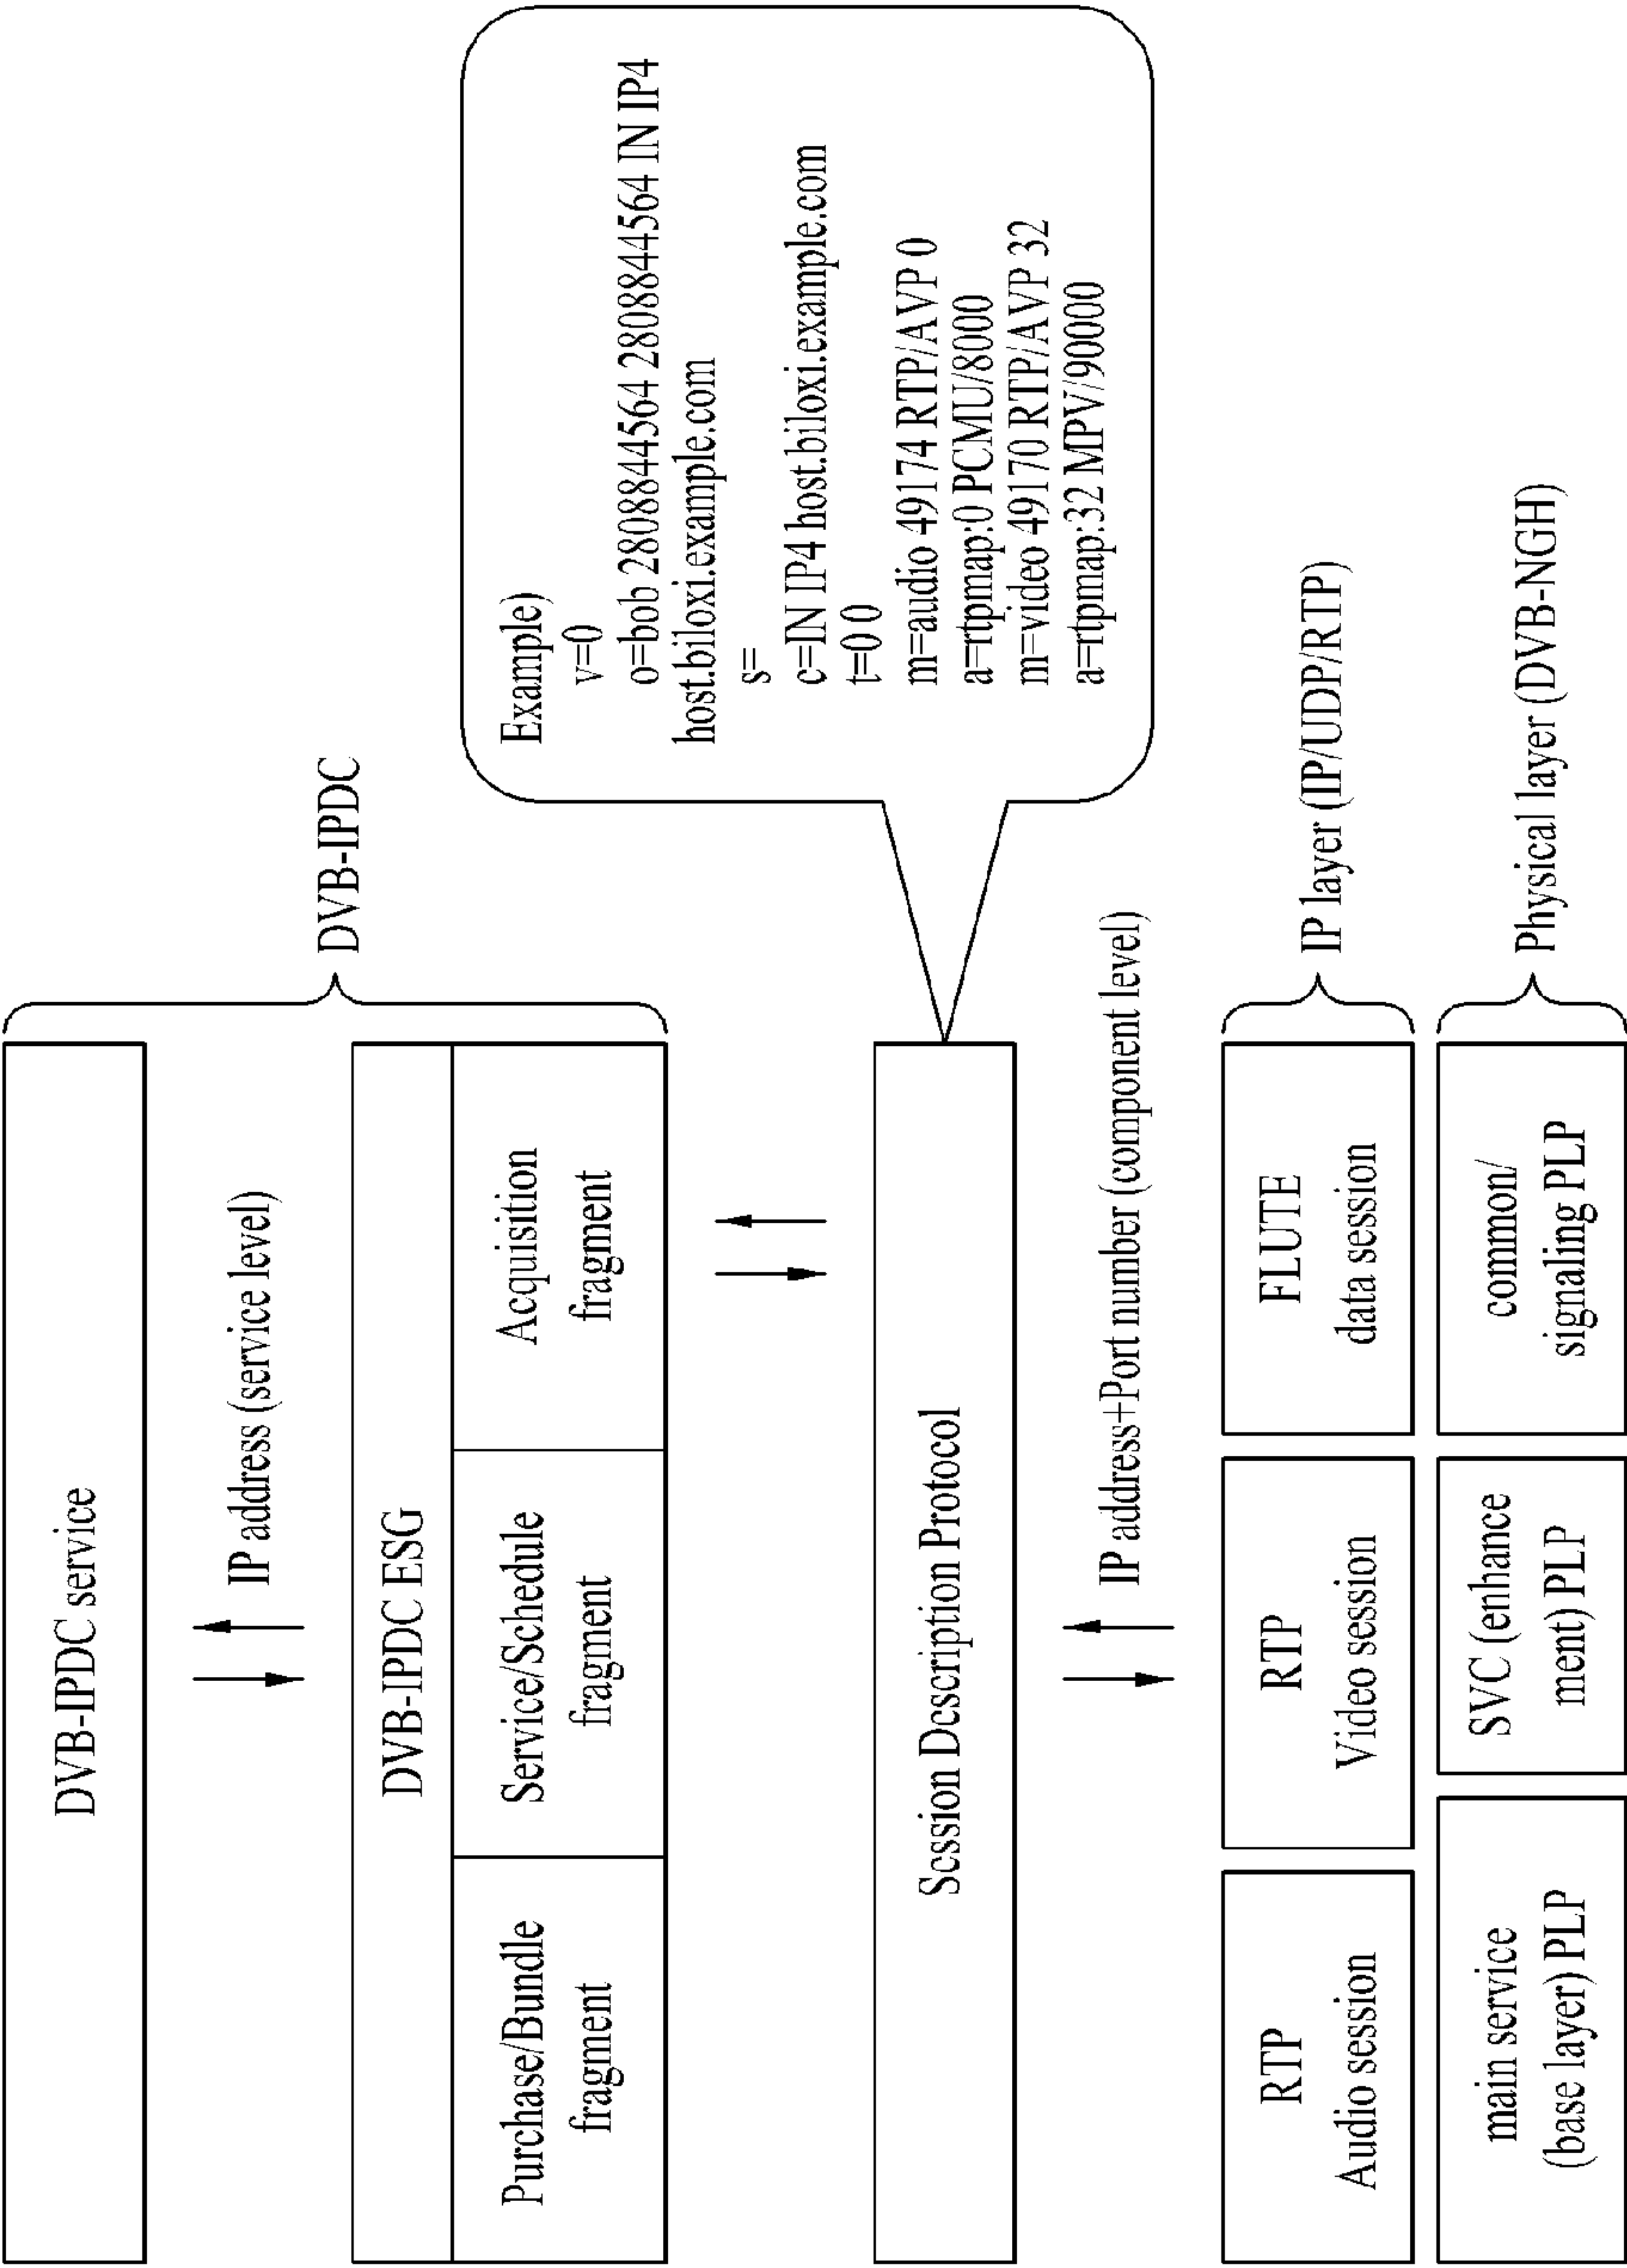 DVB-IPDC service
IP address (service level)
DVB-IPDC
DVB-IPDC ESG
Purchase/Bundle
fragment
Service/Schedule
fragment
Acquisition
fragment
Session Description Protocol
Example)
v=0
o=bob 2808844564 2808844564 IN IP4
host.biloxi.example.com
s=
c=IN IP4 host.biloxi.example.com
t=0 0
m=audio 49174 RTP/AVP 0
a=rtpmap:0 PCMU/8000
m=video 49170 RTP/AVP 32
a=rtpmap:32 MPV/90000
IP address+Port number (component level)
RTP
Audio session
RTP
Video session
FLUTE
data session
IP layer (IP/UDP/RTP)
main service
(base layer) PLP
SVC (enhance
ment) PLP
common/
signaling PLP
Physical layer (DVB-NGH)